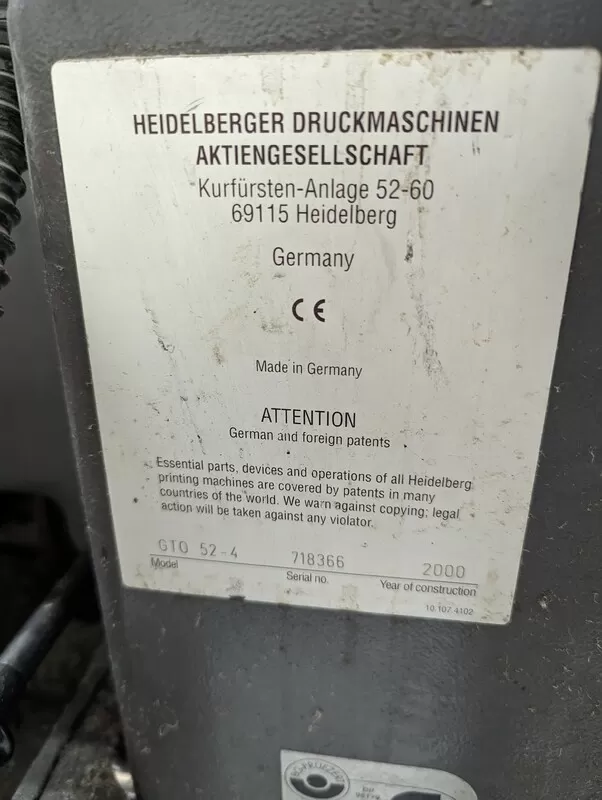 HEIDELBERGER DRUCKMASCHINEN
AKTIENGESELLSCHAFT
Kurfürsten-Anlage 52-60
69115 Heidelberg
Germany
CE
Made in Germany
ATTENTION
German and foreign patents
Essential parts, devices and operations of all Heidelberg
printing machines are covered by patents in many
countries of the world. We warn against copying; legal
action will be taken against any violator.
GTO 52-4 718366 2000
Model Serial no. Year of construction
10.107.4102